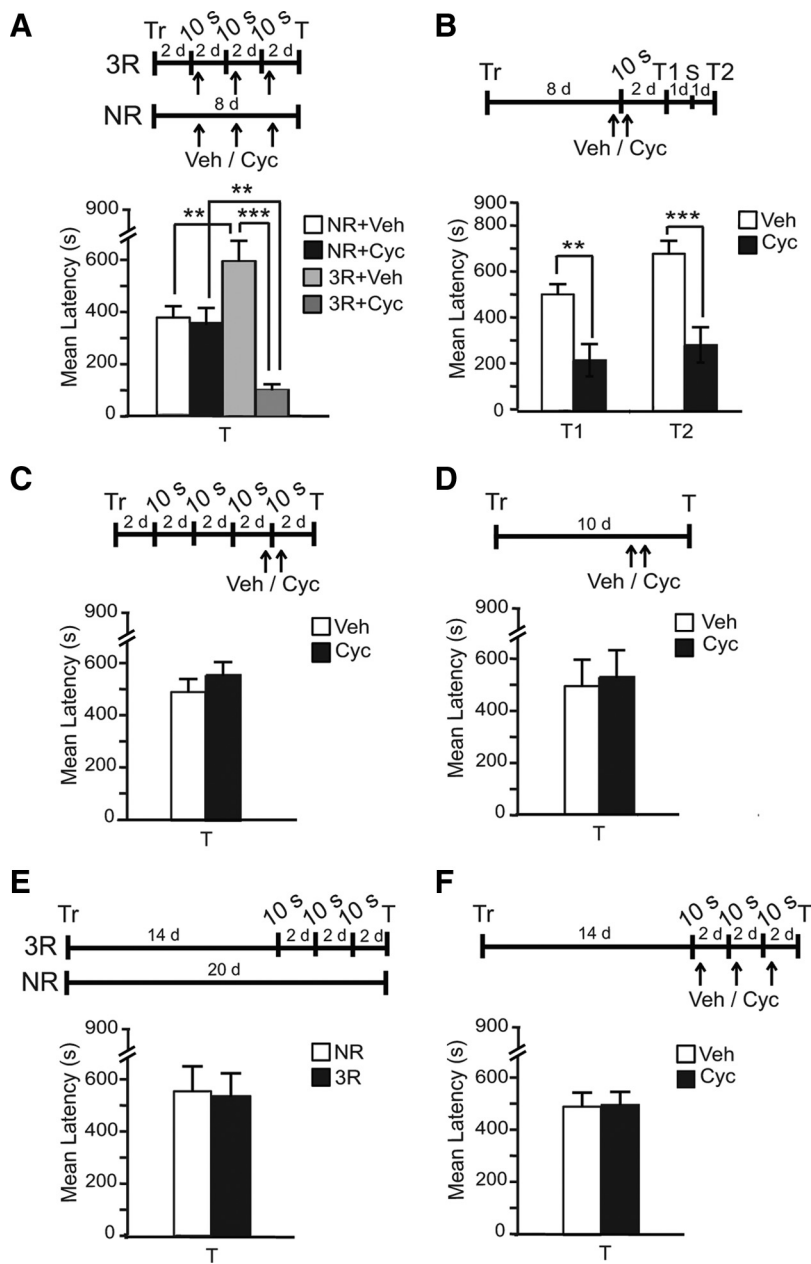 A
Tr 10 s 10 s 10 s T
3R 2 d 2 d 2 d 2 d
NR 8 d
Veh / Cyc
Mean Latency (s)
900
600
400
200
0
** ** ***
NR+Veh
NR+Cyc
3R+Veh
3R+Cyc
T
B
Tr 10 s T1 S T2
8 d 2 d 1d 1d
Veh / Cyc
Mean Latency (s)
900
800
600
400
200
0
** ***
Veh
Cyc
T1 T2
C
Tr 10 s 10 s 10 s 10 s T
2 d 2 d 2 d 2 d 2 d
Veh / Cyc
Mean Latency (s)
900
600
400
200
0
Veh
Cyc
T
D
Tr T
10 d
Veh / Cyc
Mean Latency (s)
900
600
400
200
0
Veh
Cyc
T
E
Tr 10 s 10 s 10 s T
3R 14 d 2 d 2 d 2 d
NR 20 d
Mean Latency (s)
900
600
400
200
0
NR
3R
T
F
Tr 10 s 10 s 10 s T
14 d 2 d 2 d 2 d
Veh / Cyc
Mean Latency (s)
900
600
400
200
0
Veh
Cyc
T